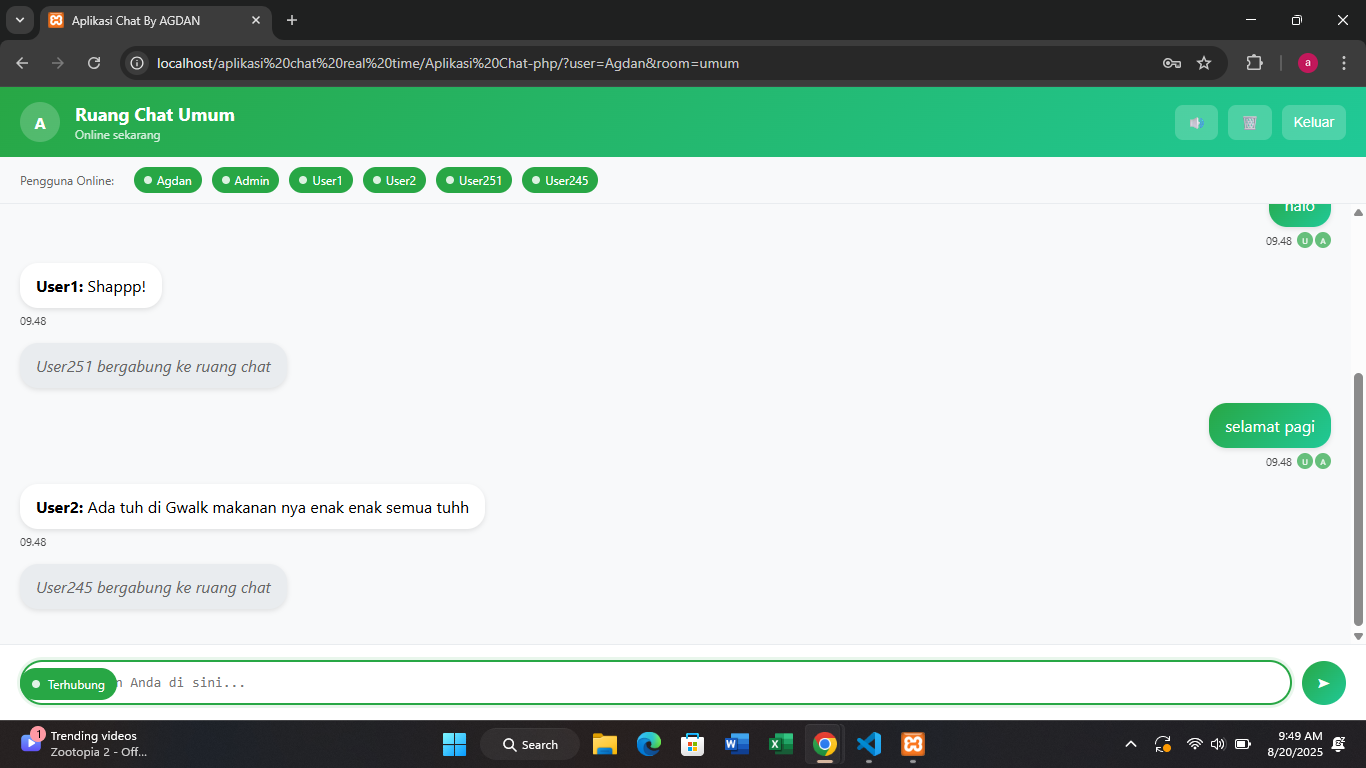 Aplikasi Chat By AGDAN
localhost/aplikasi%20chat%20real%20time/Aplikasi%20Chat-php/?user=Agdan&room=umum
a
A
Ruang Chat Umum
Online sekarang
Keluar
Pengguna Online:
Agdan
Admin
User1
User2
User251
User245
halo
09.48 U A
User1: Shappp!
09.48
User251 bergabung ke ruang chat
selamat pagi
09.48 U A
User2: Ada tuh di Gwalk makanan nya enak enak semua tuhh
09.48
User245 bergabung ke ruang chat
Terhubung
n Anda di sini...
1
Trending videos
Zootopia 2 - Off...
Search
9:49 AM
8/20/2025